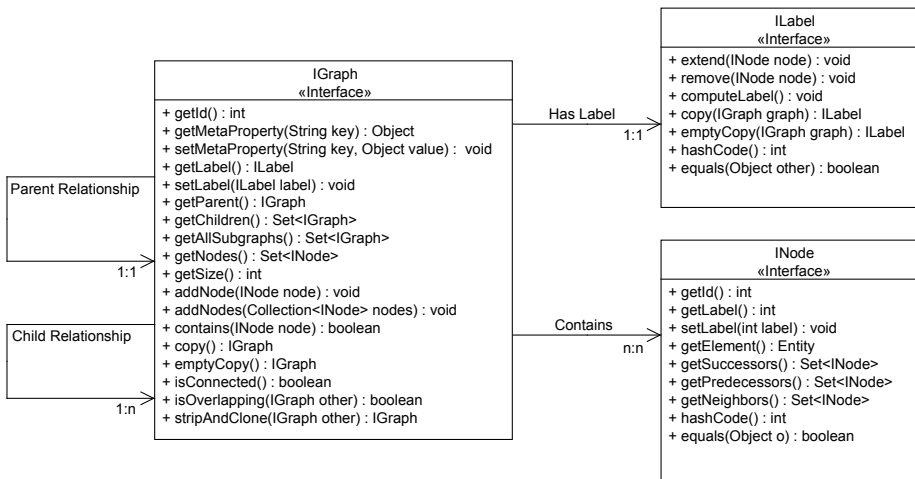 IGraph
«Interface»
+ getId() : int
+ getMetaProperty(String key) : Object
+ setMetaProperty(String key, Object value) : void
+ getLabel() : ILabel
+ setLabel(ILabel label) : void
+ getParent() : IGraph
+ getChildren() : Set<IGraph>
+ getAllSubgraphs() : Set<IGraph>
+ getNodes() : Set<INode>
+ getSize() : int
+ addNode(INode node) : void
+ addNodes(Collection<INode> nodes) : void
+ contains(INode node) : boolean
+ copy() : IGraph
+ emptyCopy() : IGraph
+ isConnected() : boolean
+ isOverlapping(IGraph other) : boolean
+ stripAndClone(IGraph other) : IGraph
Parent Relationship
1:1
Child Relationship
1:n
Has Label
1:1
Contains
n:n
ILabel
«Interface»
+ extend(INode node) : void
+ remove(INode node) : void
+ computeLabel() : void
+ copy(IGraph graph) : ILabel
+ emptyCopy(IGraph graph) : ILabel
+ hashCode() : int
+ equals(Object other) : boolean
INode
«Interface»
+ getId() : int
+ getLabel() : int
+ setLabel(int label) : void
+ getElement() : Entity
+ getSuccessors() : Set<INode>
+ getPredecessors() : Set<INode>
+ getNeighbors() : Set<INode>
+ hashCode() : int
+ equals(Object o) : boolean